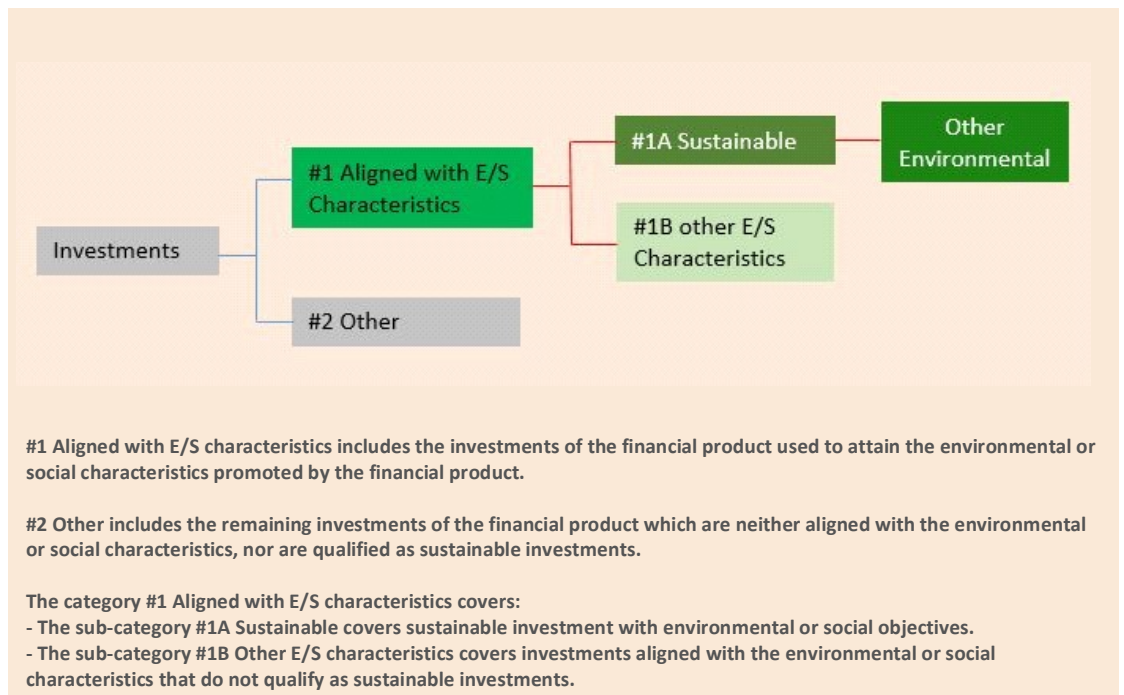 Investments
#1 Aligned with E/S
Characteristics
#2 Other
#1A Sustainable
#1B other E/S
Characteristics
Other
Environmental
#1 Aligned with E/S characteristics includes the investments of the financial product used to attain the environmental or
social characteristics promoted by the financial product.
#2 Other includes the remaining investments of the financial product which are neither aligned with the environmental
or social characteristics, nor are qualified as sustainable investments.
The category #1 Aligned with E/S characteristics covers:
- The sub-category #1A Sustainable covers sustainable investment with environmental or social objectives.
- The sub-category #1B Other E/S characteristics covers investments aligned with the environmental or social
characteristics that do not qualify as sustainable investments.